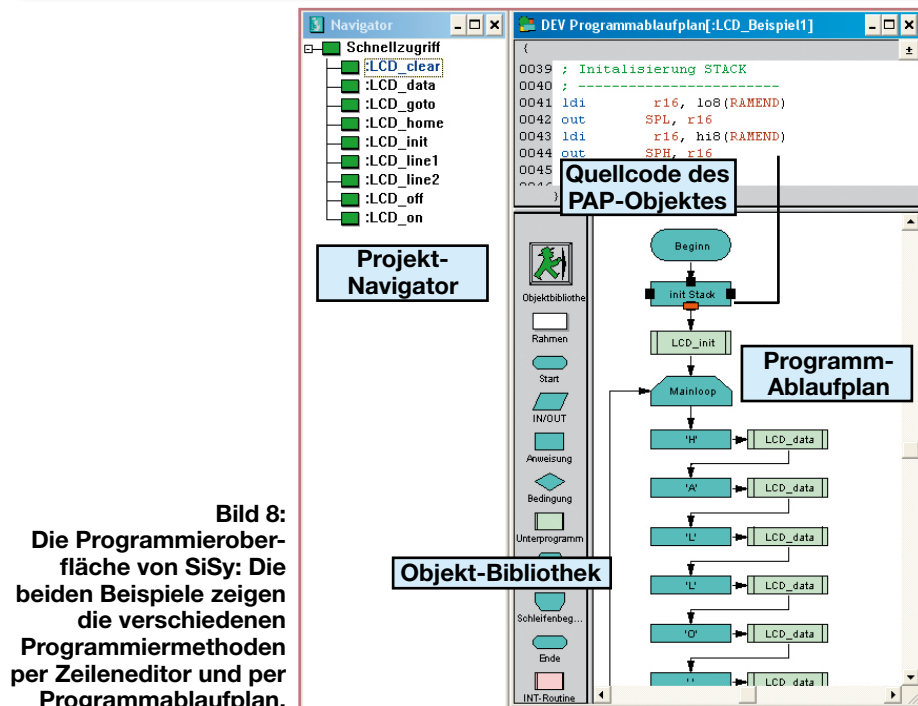 Navigator
Schnellzugriff
:LCD_clear
:LCD_data
:LCD_goto
:LCD_home
:LCD_init
:LCD_line1
:LCD_line2
:LCD_off
:LCD_on
Projekt-
Navigator
DEV Programmablaufplan[:LCD_Beispiel1]
{
0039 ; Initalisierung STACK
0040 ; -------------------------
0041 ldi r16, lo8(RAMEND)
0042 out SPL, r16
0043 ldi r16, hi8(RAMEND)
0044 out SPH, r16
0045
}
Quellcode des
PAP-Objektes
Objektbibliothe
Rahmen
Start
IN/OUT
Anweisung
Bedingung
Unterprogramm
Schleifenbeg...
Ende
INT-Routine
Objekt-Bibliothek
Beginn
init Stack
LCD_init
Mainloop
Programm-
Ablaufplan
'H' LCD_data
'A' LCD_data
'L' LCD_data
'L' LCD_data
'O' LCD_data
LCD data
Bild 8:
Die Programmierober-
fläche von SiSy: Die
beiden Beispiele zeigen
die verschiedenen
Programmiermethoden
per Zeileneditor und per
Programmablaufplan.